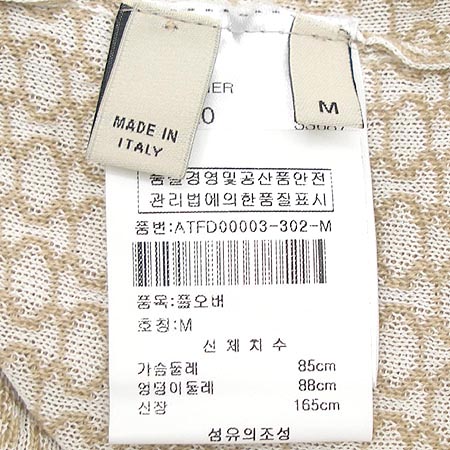 MADE IN
ITALY
M
품질경영및공산품안전
관리법에의한품질표시
품번:ATFD00003-302-M
품목:풀오버
호칭:M
신 체 치 수
가슴둘레 85cm
엉덩이둘레 88cm
신장 165cm
섬유의조성